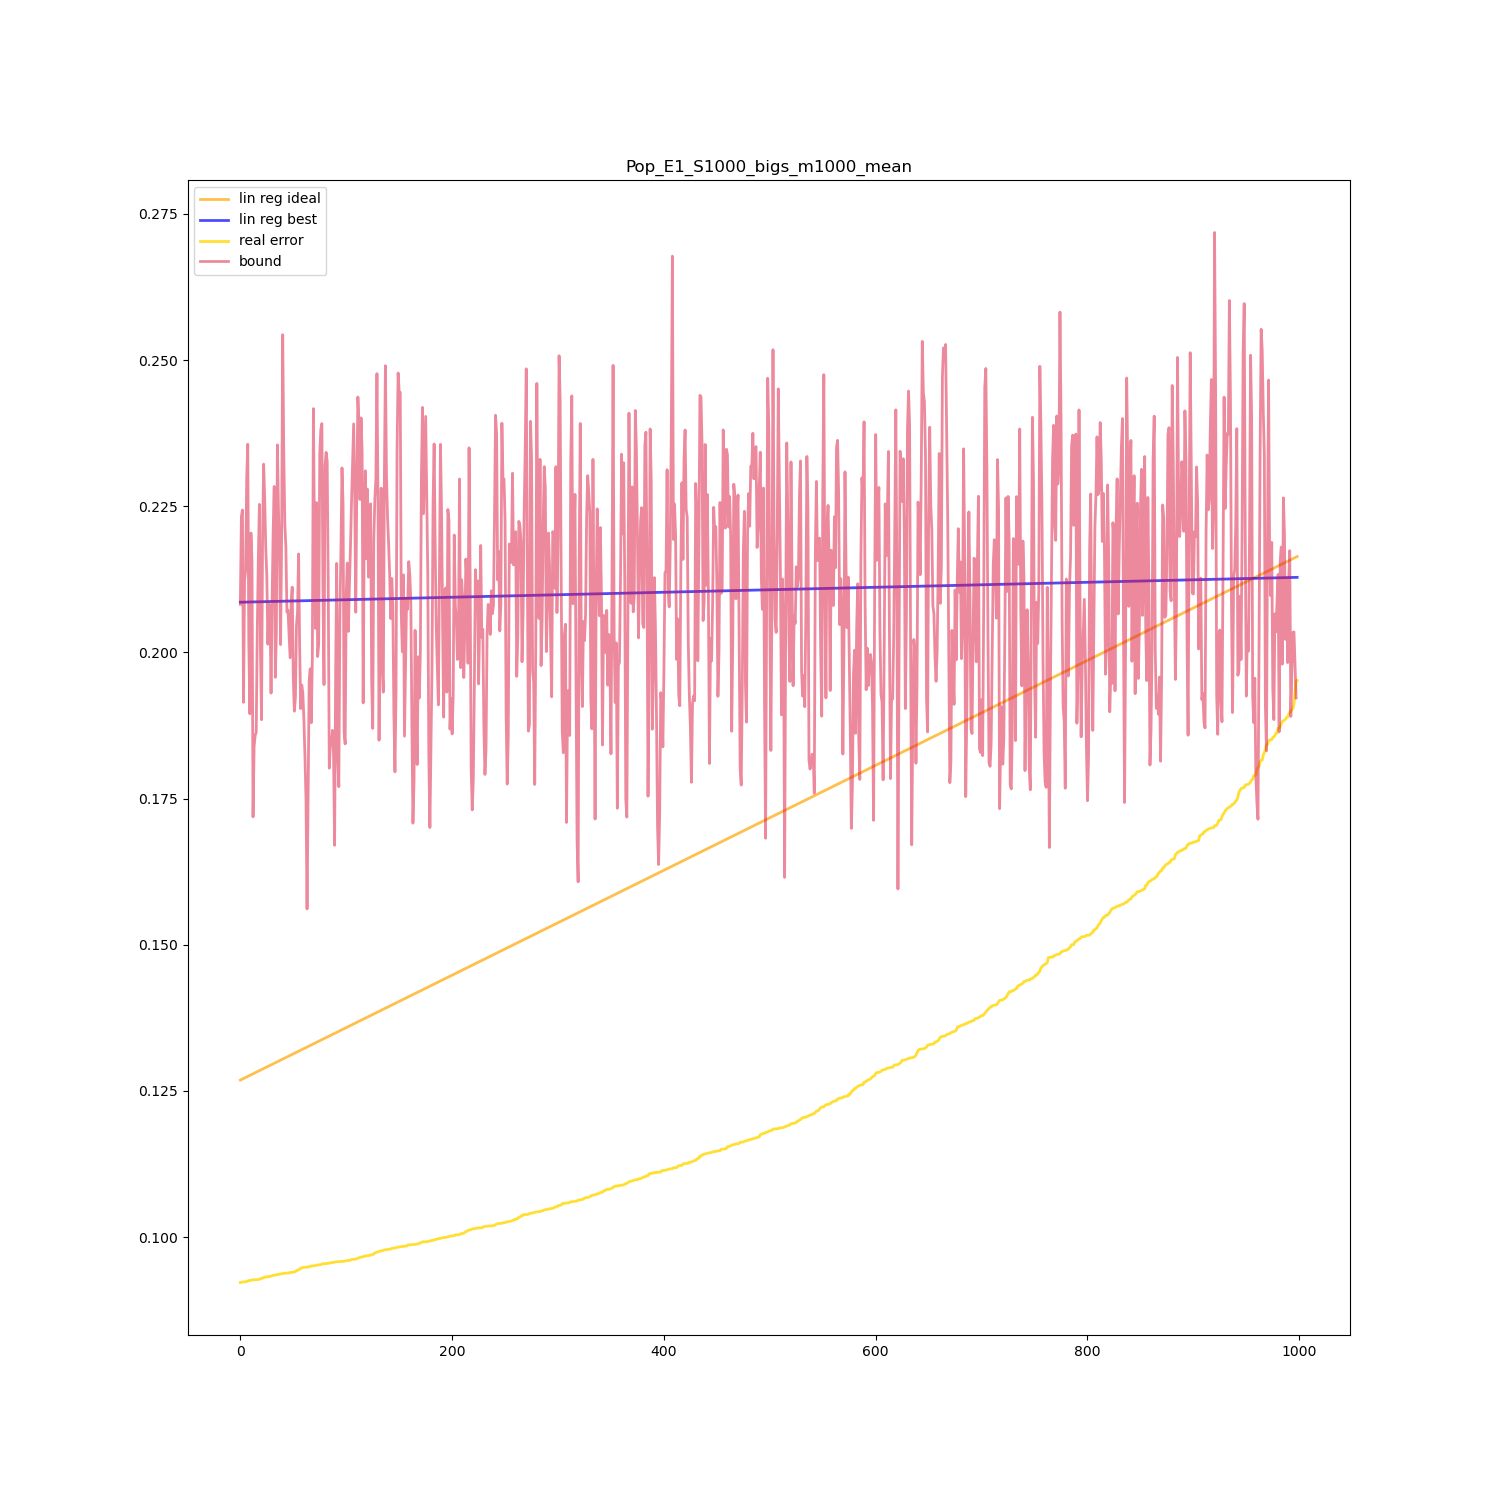 Pop_E1_S1000_bigs_m1000_mean
lin reg ideal
lin reg best
real error
bound
0.275
0.250
0.225
0.200
0.175
0.150
0.125
0.100
0 200 400 600 800 1000